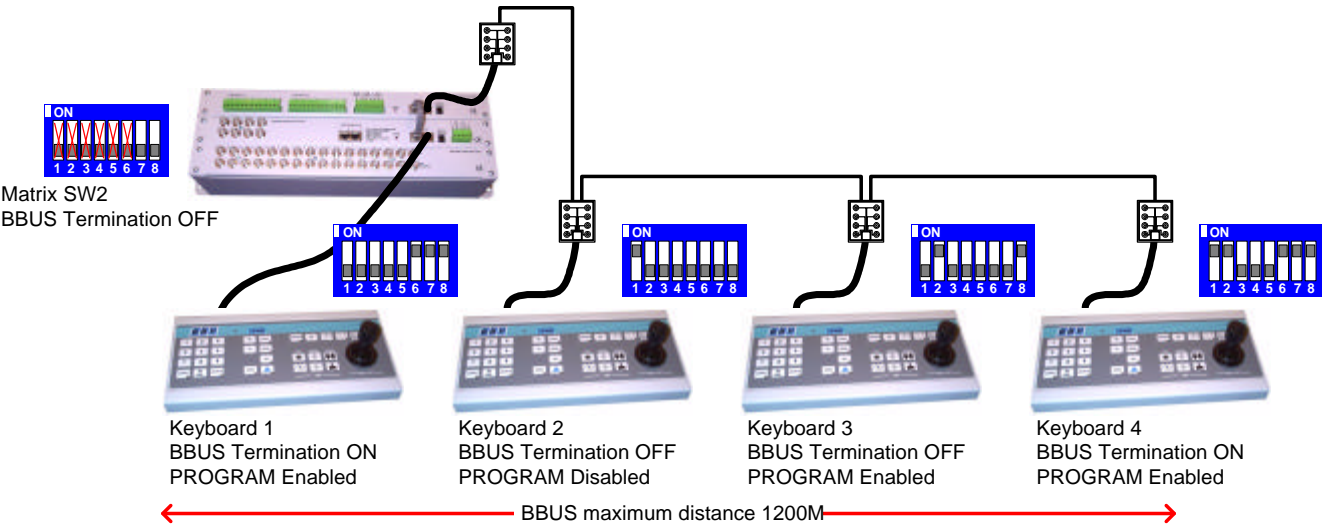 ON
1 2 3 4 5 6 7 8
Matrix SW2
BBUS Termination OFF
ON
1 2 3 4 5 6 7 8
ON
1 2 3 4 5 6 7 8
ON
1 2 3 4 5 6 7 8
ON
1 2 3 4 5 6 7 8
Keyboard 1
BBUS Termination ON
PROGRAM Enabled
Keyboard 2
BBUS Termination OFF
PROGRAM Disabled
Keyboard 3
BBUS Termination OFF
PROGRAM Enabled
Keyboard 4
BBUS Termination ON
PROGRAM Enabled
BBUS maximum distance 1200M